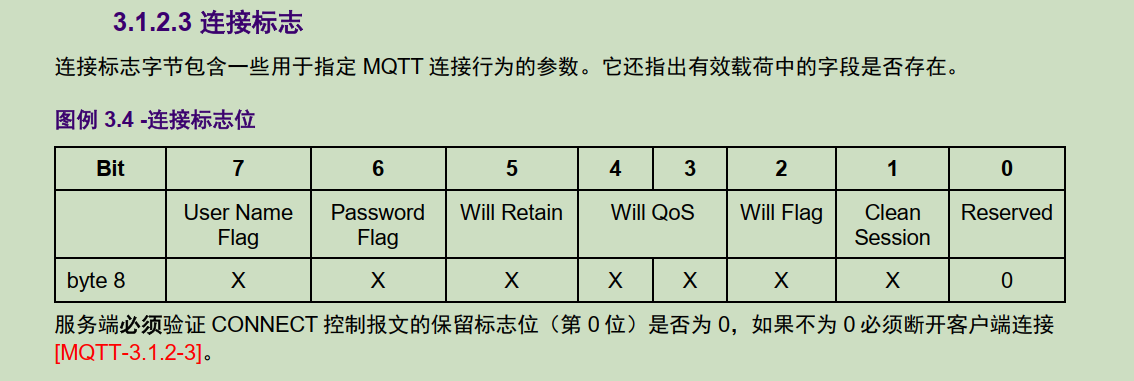 3.1.2.3 连接标志
连接标志字节包含一些用于指定 MQTT 连接行为的参数。它还指出有效载荷中的字段是否存在。
图例 3.4 -连接标志位
Bit 7 6 5 4 3 2 1 0
User Name Flag Password Flag Will Retain Will QoS Will Flag Clean Session Reserved
byte 8 X X X X X X X 0
服务端必须验证 CONNECT 控制报文的保留标志位（第 0 位）是否为 0，如果不为 0 必须断开客户端连接
[MQTT-3.1.2-3]。